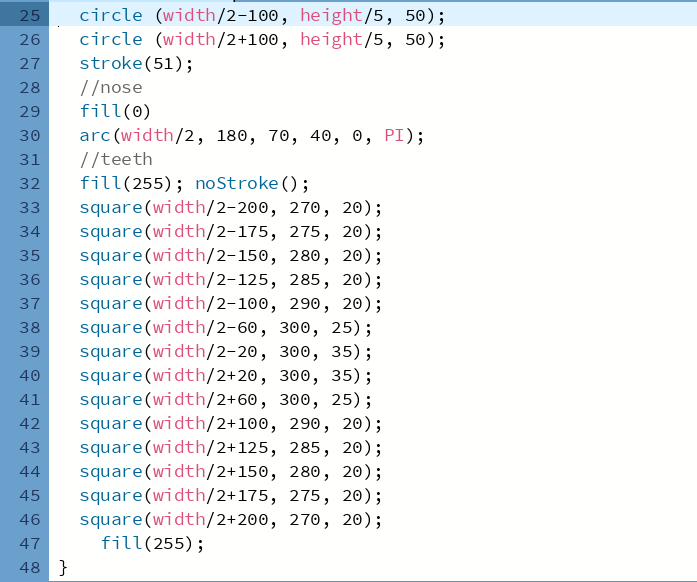 25 circle (width/2-100, height/5, 50);
26 circle (width/2+100, height/5, 50);
27 stroke(51);
28 //nose
29 fill(0)
30 arc(width/2, 180, 70, 40, 0, PI);
31 //teeth
32 fill(255); noStroke();
33 square(width/2-200, 270, 20);
34 square(width/2-175, 275, 20);
35 square(width/2-150, 280, 20);
36 square(width/2-125, 285, 20);
37 square(width/2-100, 290, 20);
38 square(width/2-60, 300, 25);
39 square(width/2-20, 300, 35);
40 square(width/2+20, 300, 35);
41 square(width/2+60, 300, 25);
42 square(width/2+100, 290, 20);
43 square(width/2+125, 285, 20);
44 square(width/2+150, 280, 20);
45 square(width/2+175, 275, 20);
46 square(width/2+200, 270, 20);
47 fill(255);
48 }